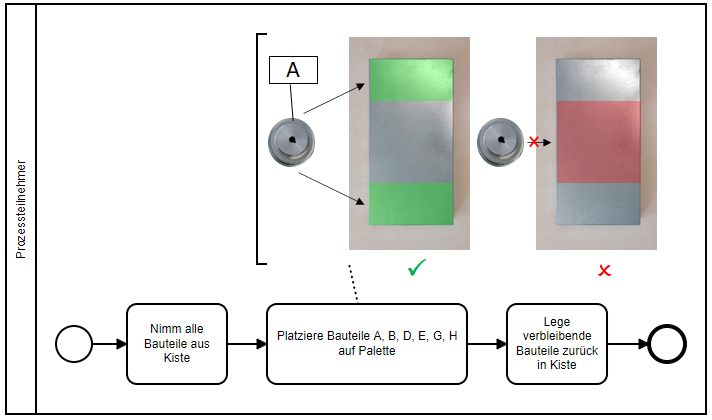 Prozessteilnehmer
A
Nimm alle
Bauteile aus
Kiste
Platziere Bauteile A, B, D, E, G, H
auf Palette
Lege
verbleibende
Bauteile zurück
in Kiste